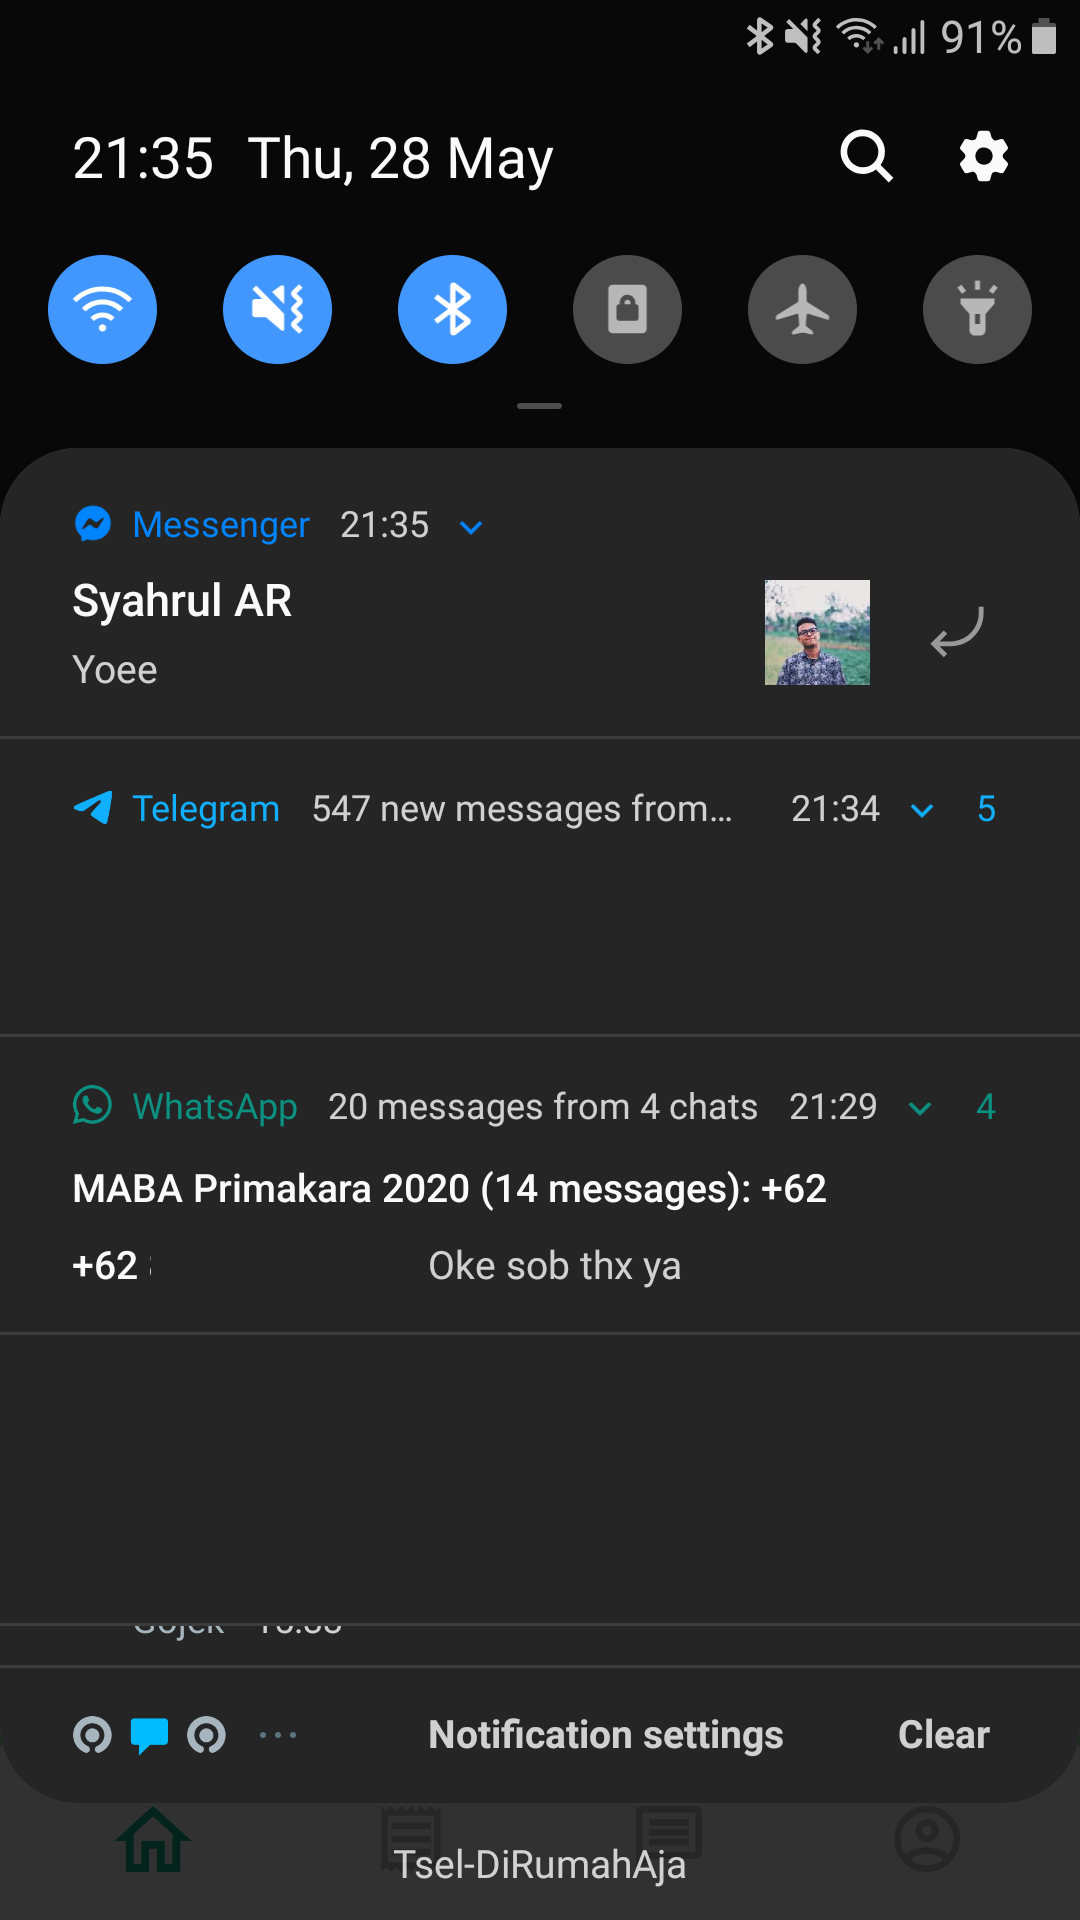 91%
21:35 Thu, 28 May
Messenger 21:35
Syahrul AR
Yoee
Telegram 547 new messages from... 21:34 5
WhatsApp 20 messages from 4 chats 21:29 4
MABA Primakara 2020 (14 messages): +62
+62 Oke sob thx ya
Gojek
Notification settings Clear
Tsel-DiRumahAja